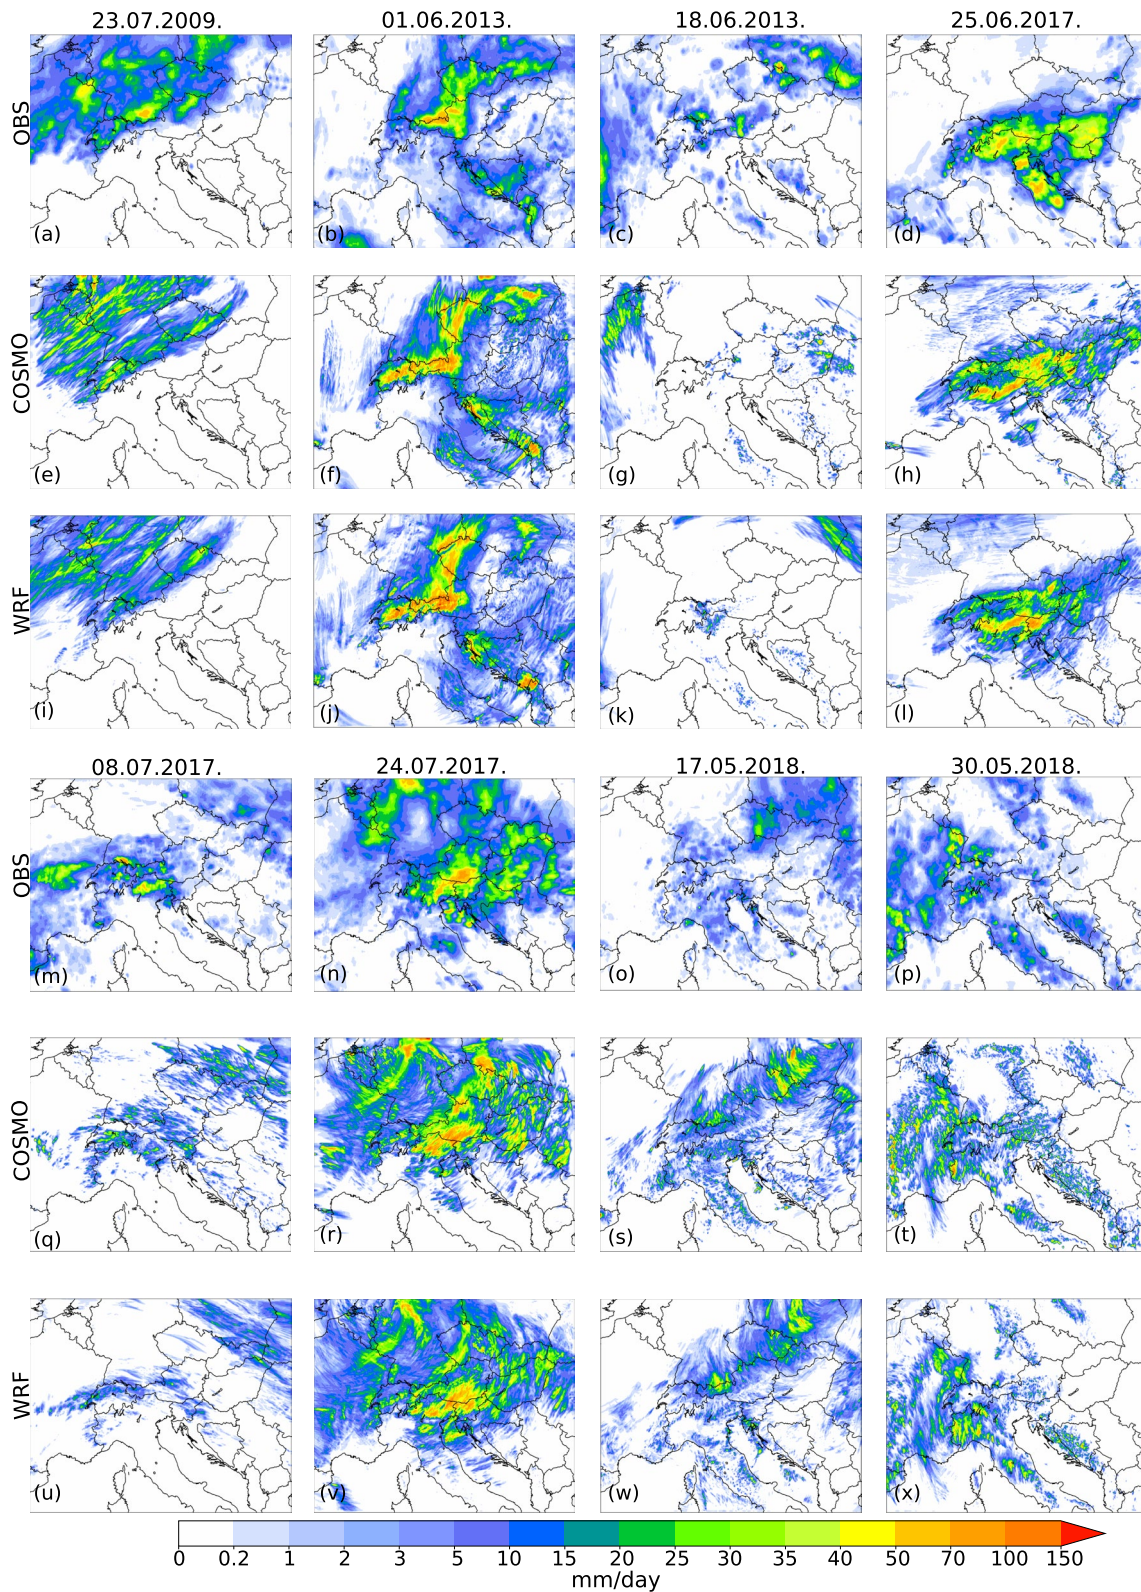 23.07.2009. 01.06.2013. 18.06.2013. 25.06.2017.
OBS
(a) (b) (c) (d)
COSMO
(e) (f) (g) (h)
WRF
(i) (j) (k) (l)
08.07.2017. 24.07.2017. 17.05.2018. 30.05.2018.
OBS
(m) (n) (o) (p)
COSMO
(q) (r) (s) (t)
WRF
(u) (v) (w) (x)
0 0.2 1 2 3 5 10 15 20 25 30 35 40 50 70 100 150
mm/day